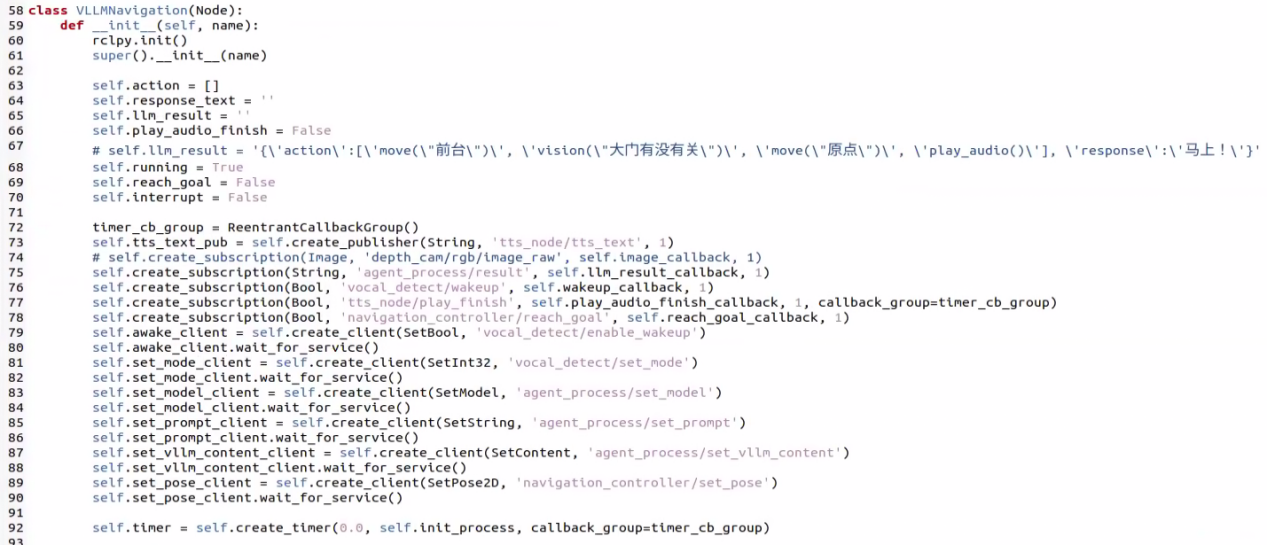 58 class VLLMNavigation(Node):
59     def __init__(self, name):
60         rclpy.init()
61         super().__init__(name)
62
63         self.action = []
64         self.response_text = ''
65         self.llm_result = ''
66         self.play_audio_finish = False
67         # self.llm_result = '{\'action\':[\'move(\"前台\")\', \'vision(\"大门有没有关\")\', \'move(\"原点\")\', \'play_audio()\'], \'response\':\'马上！\'}'
68         self.running = True
69         self.reach_goal = False
70         self.interrupt = False
71
72         timer_cb_group = ReentrantCallbackGroup()
73         self.tts_text_pub = self.create_publisher(String, 'tts_node/tts_text', 1)
74         # self.create_subscription(Image, 'depth_cam/rgb/image_raw', self.image_callback, 1)
75         self.create_subscription(String, 'agent_process/result', self.llm_result_callback, 1)
76         self.create_subscription(Bool, 'vocal_detect/wakeup', self.wakeup_callback, 1)
77         self.create_subscription(Bool, 'tts_node/play_finish', self.play_audio_finish_callback, 1, callback_group=timer_cb_group)
78         self.create_subscription(Bool, 'navigation_controller/reach_goal', self.reach_goal_callback, 1)
79         self.awake_client = self.create_client(SetBool, 'vocal_detect/enable_wakeup')
80         self.awake_client.wait_for_service()
81         self.set_mode_client = self.create_client(SetInt32, 'vocal_detect/set_mode')
82         self.set_mode_client.wait_for_service()
83         self.set_model_client = self.create_client(SetModel, 'agent_process/set_model')
84         self.set_model_client.wait_for_service()
85         self.set_prompt_client = self.create_client(SetString, 'agent_process/set_prompt')
86         self.set_prompt_client.wait_for_service()
87         self.set_vllm_content_client = self.create_client(SetContent, 'agent_process/set_vllm_content')
88         self.set_vllm_content_client.wait_for_service()
89         self.set_pose_client = self.create_client(SetPose2D, 'navigation_controller/set_pose')
90         self.set_pose_client.wait_for_service()
91
92         self.timer = self.create_timer(0.0, self.init_process, callback_group=timer_cb_group)
93